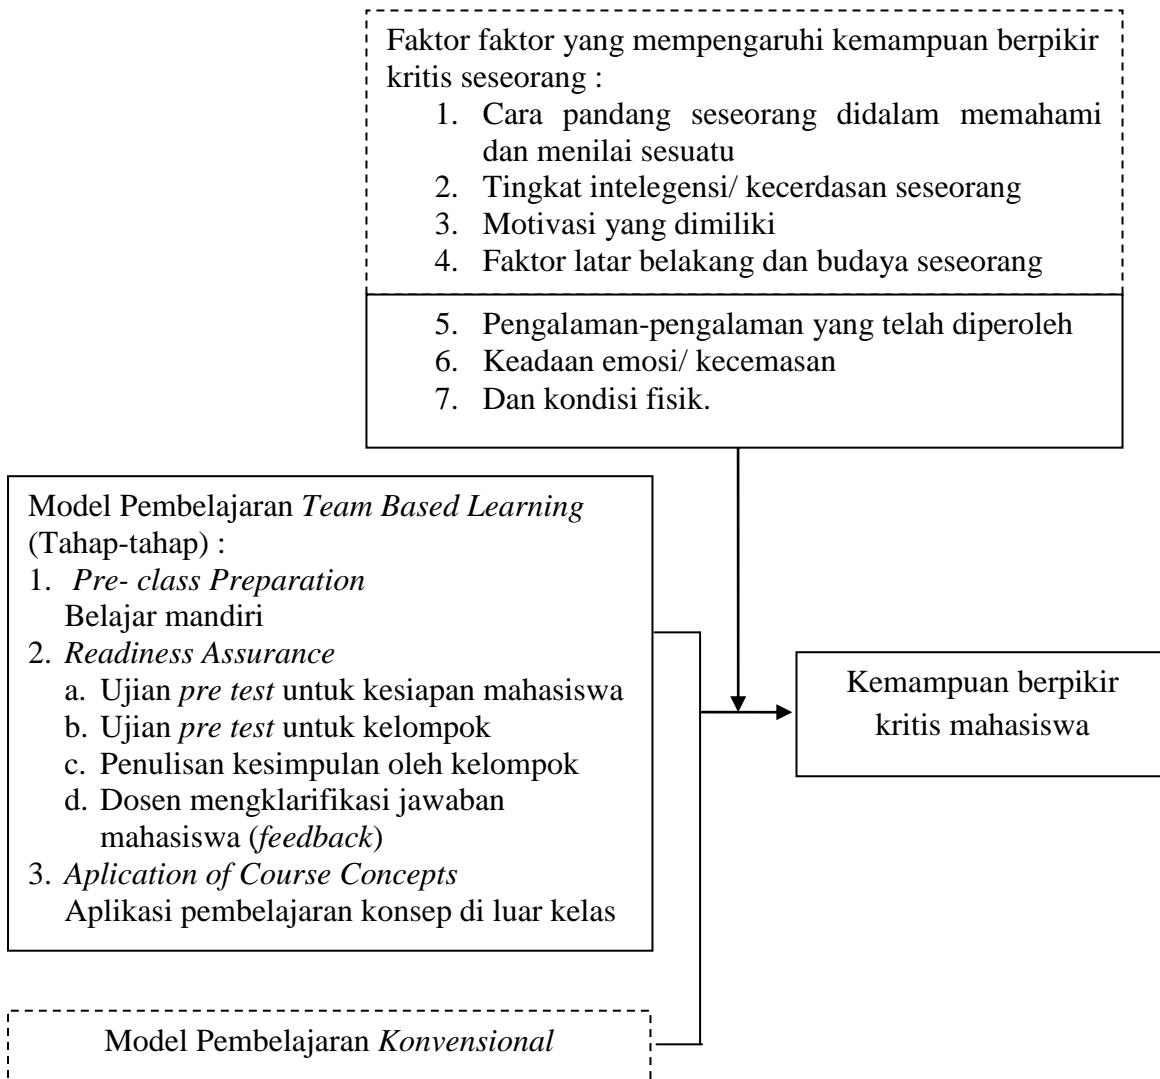 Faktor faktor yang mempengaruhi kemampuan berpikir
kritis seseorang :
1. Cara pandang seseorang didalam memahami
dan menilai sesuatu
2. Tingkat intelegensi/ kecerdasan seseorang
3. Motivasi yang dimiliki
4. Faktor latar belakang dan budaya seseorang
5. Pengalaman-pengalaman yang telah diperoleh
6. Keadaan emosi/ kecemasan
7. Dan kondisi fisik.
Model Pembelajaran Team Based Learning
(Tahap-tahap) :
1. Pre- class Preparation
Belajar mandiri
2. Readiness Assurance
a. Ujian pre test untuk kesiapan mahasiswa
b. Ujian pre test untuk kelompok
c. Penulisan kesimpulan oleh kelompok
d. Dosen mengklarifikasi jawaban
mahasiswa (feedback)
3. Aplication of Course Concepts
Aplikasi pembelajaran konsep di luar kelas
Kemampuan berpikir
kritis mahasiswa
Model Pembelajaran Konvensional